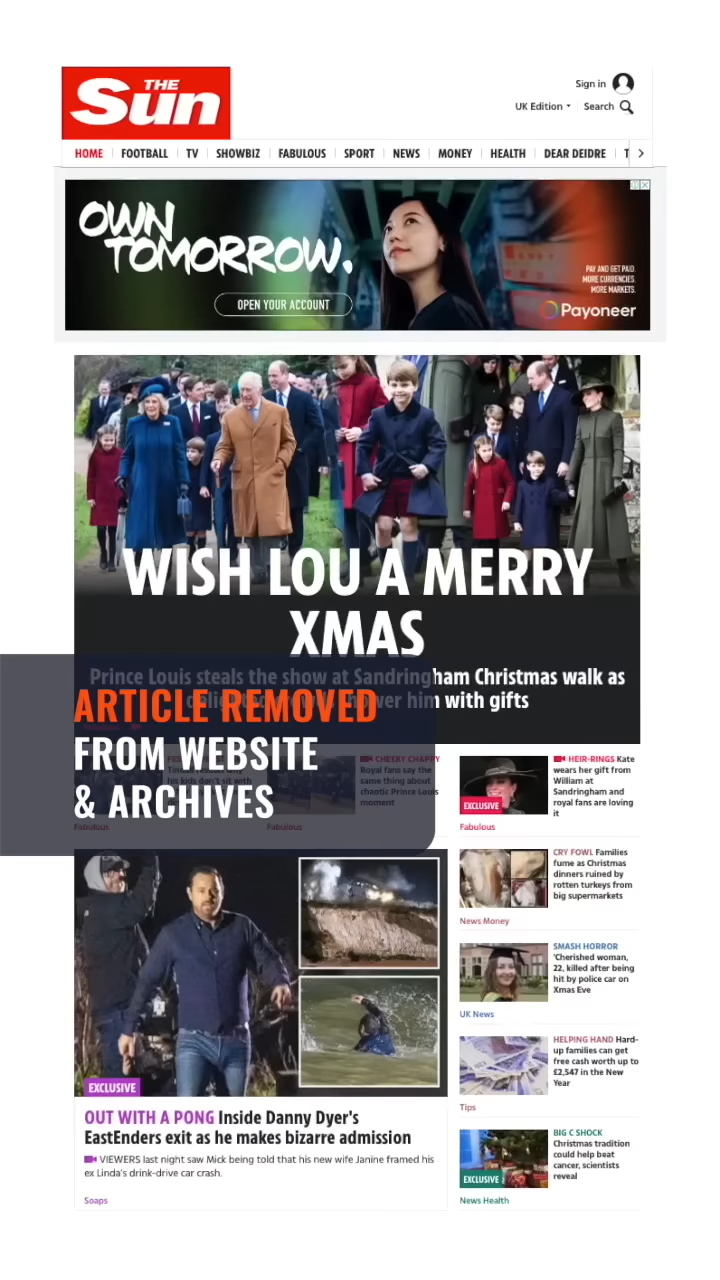 THE
Sun
Sign in
UK Edition
Search
HOME FOOTBALL TV SHOWBIZ FABULOUS SPORT NEWS MONEY HEALTH DEAR DEIDRE
OWN
TOMORROW.
OPEN YOUR ACCOUNT
PAY AND GET PAID.
MORE CURRENCIES.
MORE MARKETS.
Payoneer
WISH LOU A MERRY
XMAS
Prince Louis steals the show at Sandringham Christmas walk as
him with gifts
ARTICLE REMOVED
FROM WEBSITE
& ARCHIVES
his kids don't sit with
Fabulous
CHEEKY CHAPPY
Royal fans say the
same thing about
chaotic Prince Louis
moment
Fabulous
EXCLUSIVE
HEIR-RINGS Kate
wears her gift from
William at
Sandringham and
royal fans are loving
it
Fabulous
CRY FOWL Families
fume as Christmas
dinners ruined by
rotten turkeys from
big supermarkets
News Money
SMASH HORROR
'Cherished woman,
22, killed after being
hit by police car on
Xmas Eve
UK News
HELPING HAND Hard-
up families can get
free cash worth up to
£2,547 in the New
Year
Tips
EXCLUSIVE
BIG C SHOCK
Christmas tradition
could help beat
cancer, scientists
reveal
News Health
EXCLUSIVE
OUT WITH A PONG Inside Danny Dyer's
EastEnders exit as he makes bizarre admission
VIEWERS last night saw Mick being told that his new wife Janine framed his
ex Linda's drink-drive car crash.
Soaps